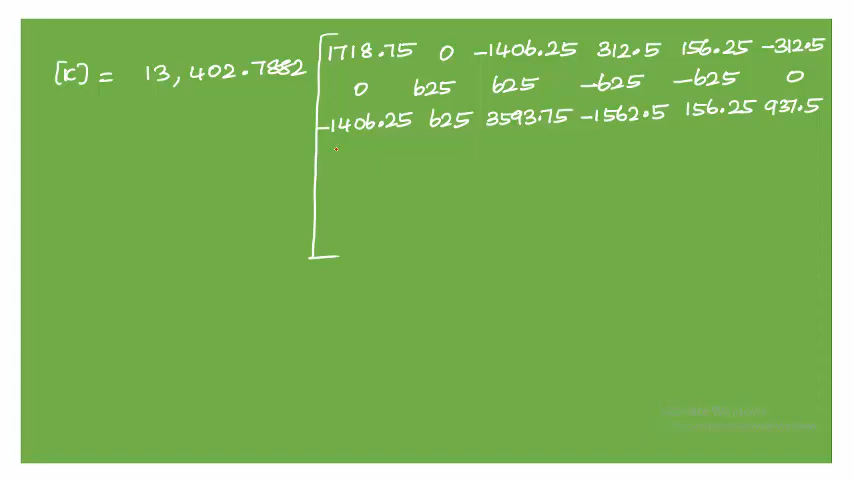 [K] = 13,402.7882
1718.75 0 -1406.25 312.5 156.25 -312.5
0 625 625 -625 -625 0
-1406.25 625 3593.75 -1562.5 156.25 937.5